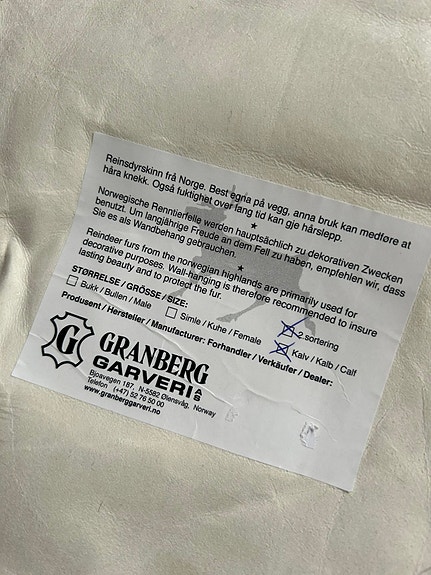 Reinsdyrskinn frå Norge. Best egna på vegg, anna bruk kan medføre at
håra knekk. Også fuktighet over fang tid kan gje hårslepp.
Norwegische Renntierfelle werden hauptsächlich zu dekorativen Zwecken
benutzt. Um langjährige Freude an dem Fell zu haben, empfehlen wir, dass
Sie es als Wandbehang gebrauchen.
Reindeer furs from the norwegian highlands are primarily used for
decorative purposes. Wall-hanging is therefore recommended to insure
lasting beauty and to protect the fur.
STØRRELSE / GRÖSSE / SIZE:
2. sortering
Bukk / Bullen / Male
Simle / Kuhe / Female
Kalv / Kalb / Calf
Produsent / Hersteller / Manufacturer:
Forhandler / Verkäufer / Dealer:
G
GRANBERG
GARVERI AS
Bjoavegen 187, N-5582 Ølensvåg, Norway
Telefon (+47) 52 76 50 00
www.granberggarveri.no